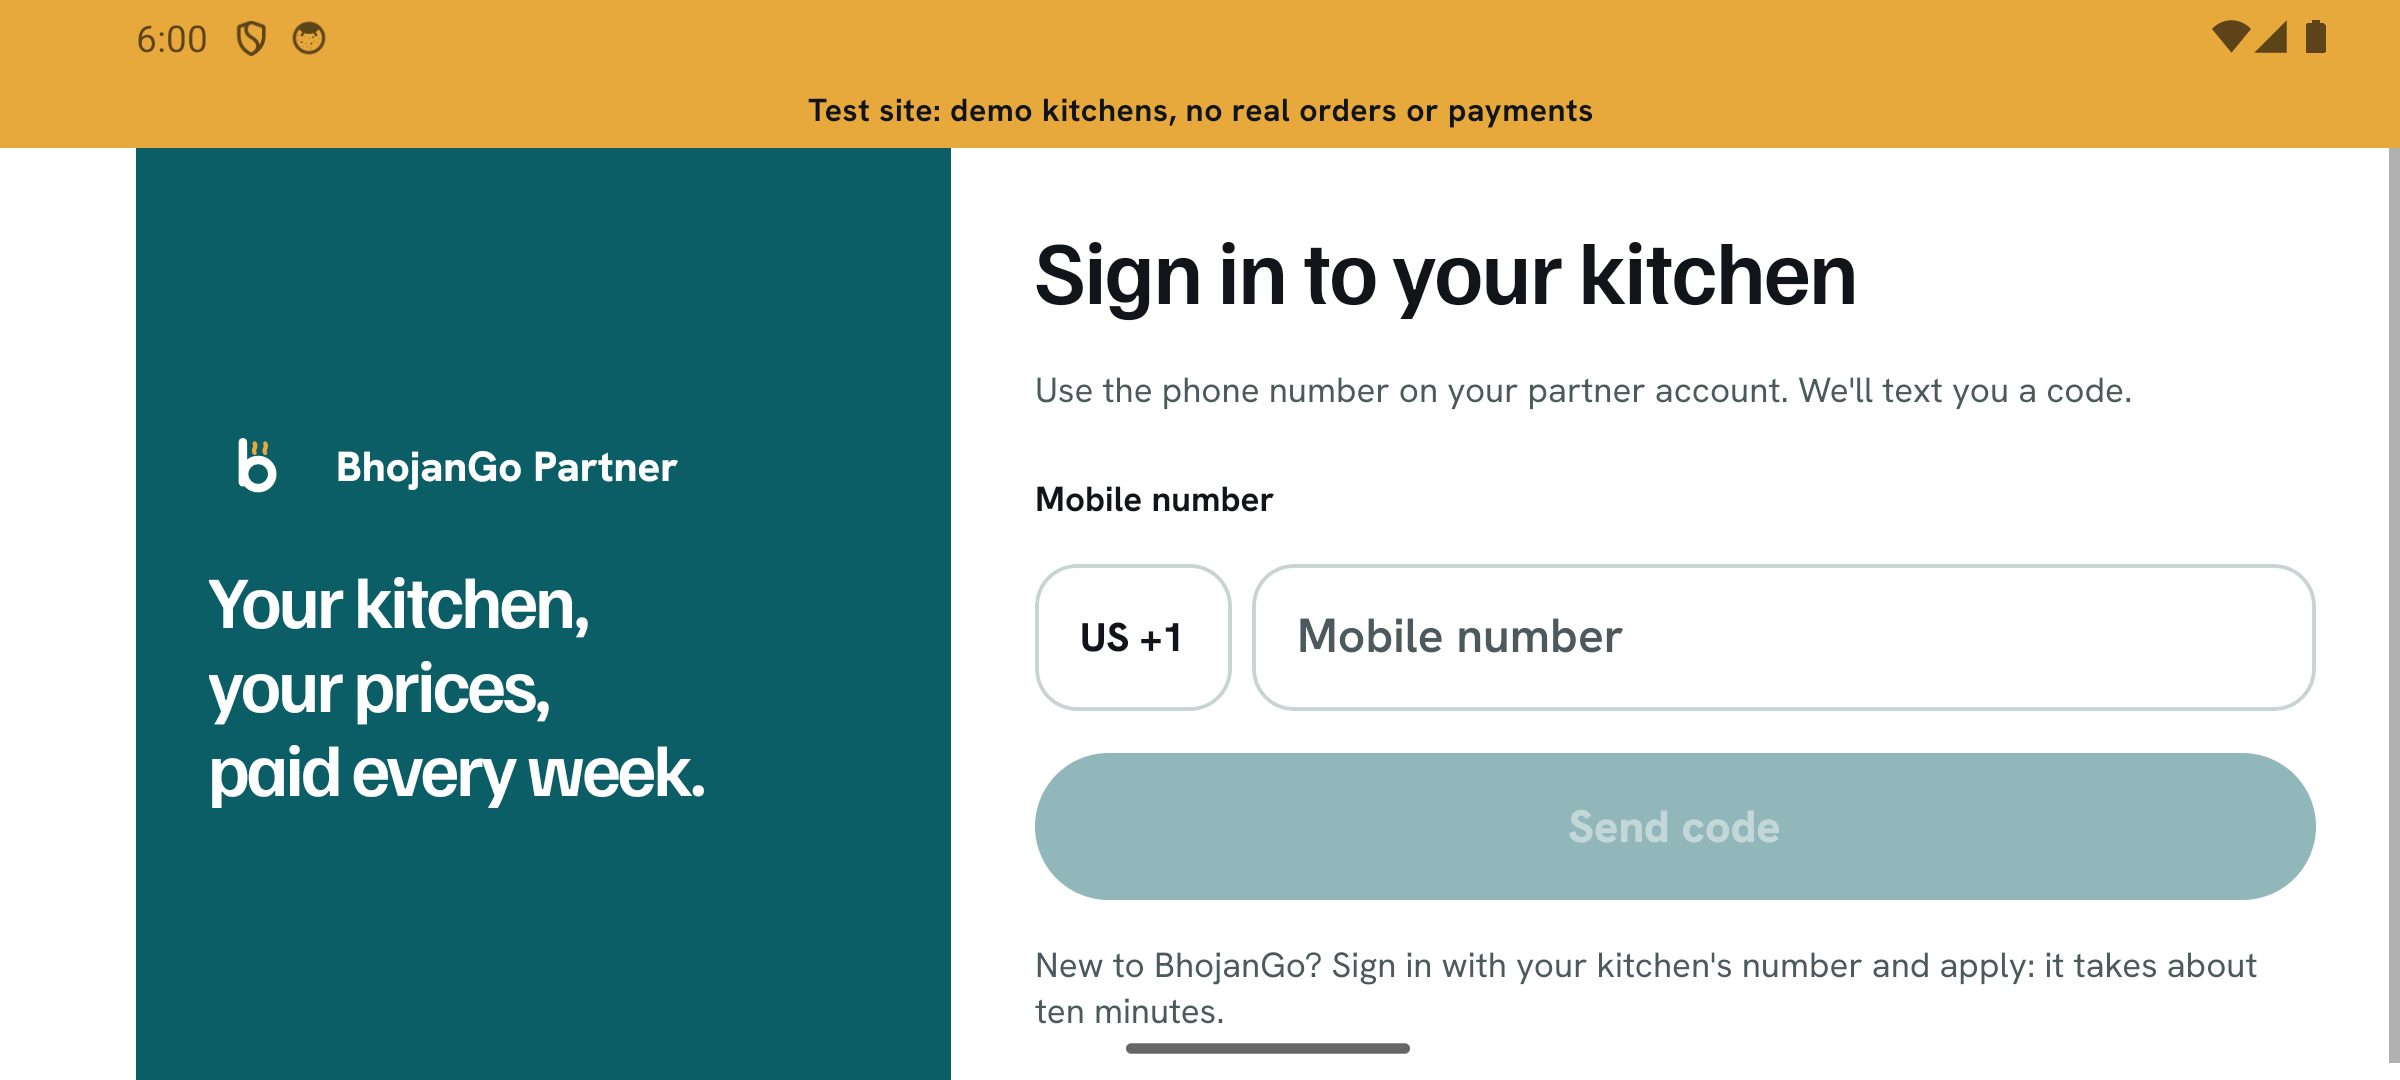 6:00
Test site: demo kitchens, no real orders or payments
BhojanGo Partner
Your kitchen,
your prices,
paid every week.
Sign in to your kitchen
Use the phone number on your partner account. We'll text you a code.
Mobile number
US +1
Mobile number
Send code
New to BhojanGo? Sign in with your kitchen's number and apply: it takes about
ten minutes.